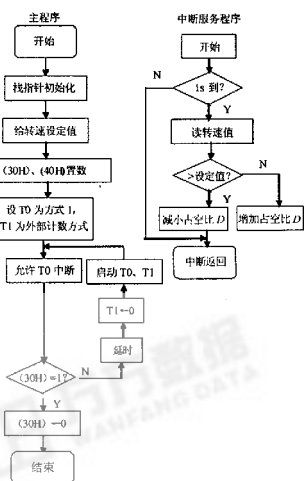 主程序
开始
栈指针初始化
给转速设定值
(30H)、(40H)置数
设 T0 为方式 1,
T1 为外部计数方式
允许 T0 中断
启动 T0、T1
T1←0
延时
(30H)=1?
N
Y
(30H)←0
结束
中断服务程序
开始
N
1s 到?
Y
读转速值
>设定值?
N
Y
减小占空比 D
增加占空比 D
中断返回
万方数据
WANFANG DATA